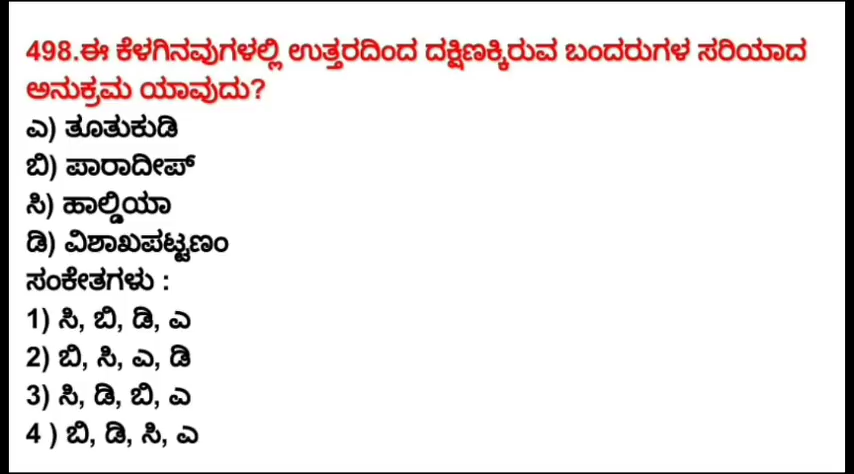 498.ಈ ಕೆಳಗಿನವುಗಳಲ್ಲಿ ಉತ್ತರದಿಂದ ದಕ್ಷಿಣಕ್ಕಿರುವ ಬಂದರುಗಳ ಸರಿಯಾದ
ಅನುಕ್ರಮ ಯಾವುದು?
ಎ) ತೂತುಕುಡಿ
ಬಿ) ಪಾರಾದೀಪ್
ಸಿ) ಹಾಲ್ಡಿಯಾ
ಡಿ) ವಿಶಾಖಪಟ್ಟಣಂ
ಸಂಕೇತಗಳು :
1) ಸಿ, ಬಿ, ಡಿ, ಎ
2) ಬಿ, ಸಿ, ಎ, ಡಿ
3) ಸಿ, ಡಿ, ಬಿ, ಎ
4 ) ಬಿ, ಡಿ, ಸಿ, ಎ